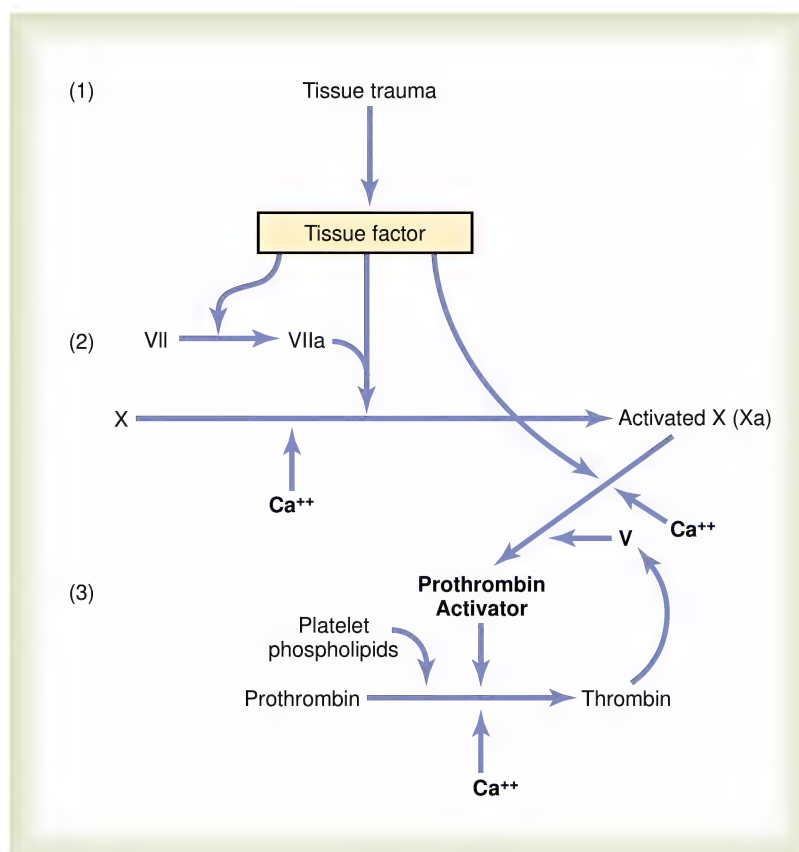 (1)
Tissue trauma
Tissue factor
(2)
VII
VIIa
X
Activated X (Xa)
Ca++
Ca++
V
(3)
Prothrombin
Activator
Platelet
phospholipids
Prothrombin
Thrombin
Ca++